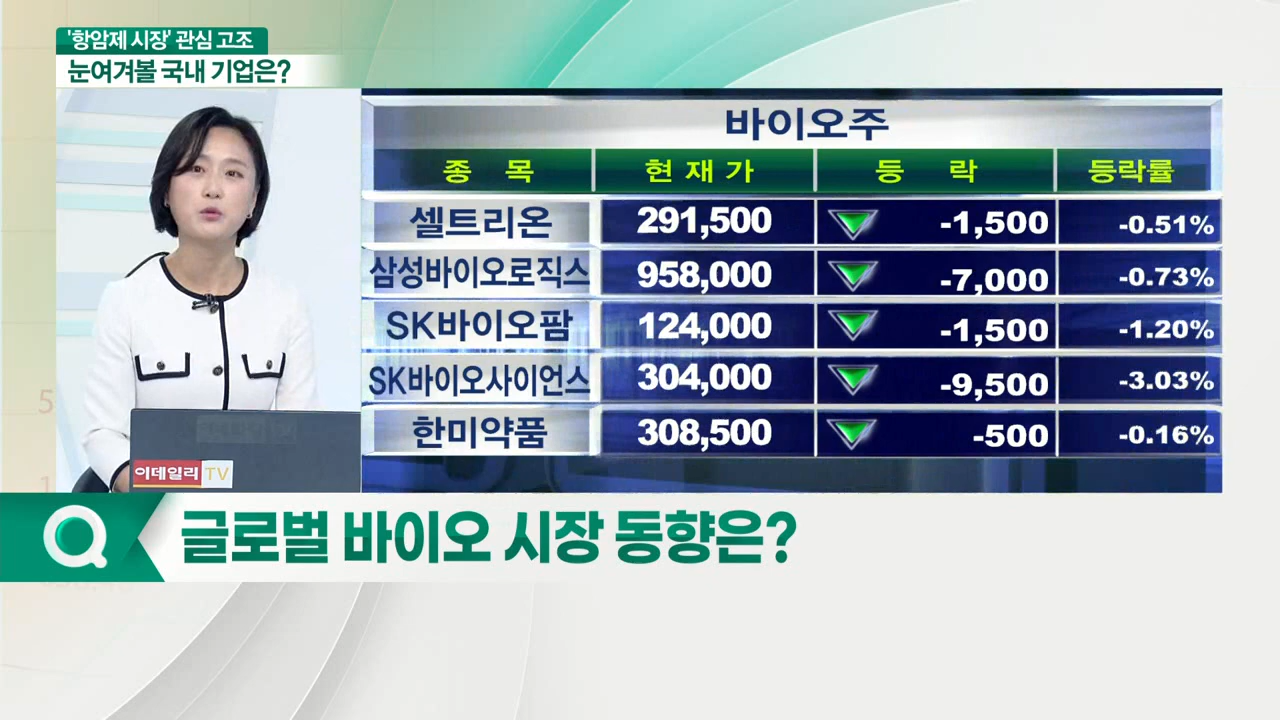 '항암제 시장' 관심 고조
눈여겨볼 국내 기업은?
바이오주
종 목 현재가 등 락 등락률
셀트리온 291,500 -1,500 -0.51%
삼성바이오로직스 958,000 -7,000 -0.73%
SK바이오팜 124,000 -1,500 -1.20%
SK바이오사이언스 304,000 -9,500 -3.03%
한미약품 308,500 -500 -0.16%
이데일리TV
글로벌 바이오 시장 동향은?
5
1